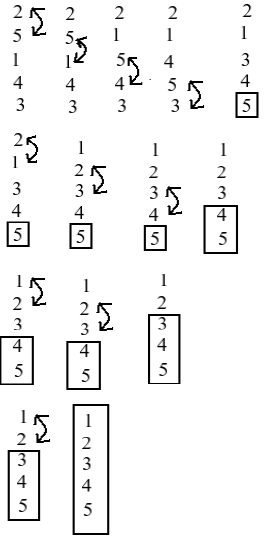 2 2 2 2 2
5 5 1 1 1
1 1 5 4 3
4 4 4 5 4
3 3 3 3 5
2 1 1 1
1 2 2 2
3 3 3 3
4 4 4 4
5 5 5 5
1 1 1
2 2 2
3 3 3
4 4 4
5 5 5
1 1
2 2
3 3
4 4
5 5